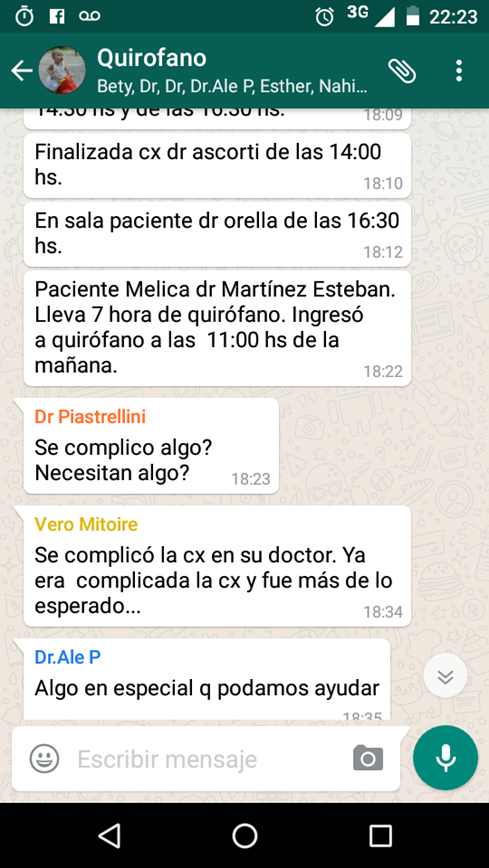 3G 22:23
Quirofano
Bety, Dr, Dr, Dr.Ale P, Esther, Nahi...
14:30 hs y de las 16:30 hs.
18:09
Finalizada cx dr ascorti de las 14:00
hs.
18:10
En sala paciente dr orella de las 16:30
hs.
18:12
Paciente Melica dr Martínez Esteban.
Lleva 7 hora de quirófano. Ingresó
a quirófano a las 11:00 hs de la
mañana.
18:22
Dr Piastrellini
Se complico algo?
Necesitan algo?
18:23
Vero Mitoire
Se complicó la cx en su doctor. Ya
era complicada la cx y fue más de lo
esperado...
18:34
Dr.Ale P
Algo en especial q podamos ayudar
18:35
Escribir mensaje